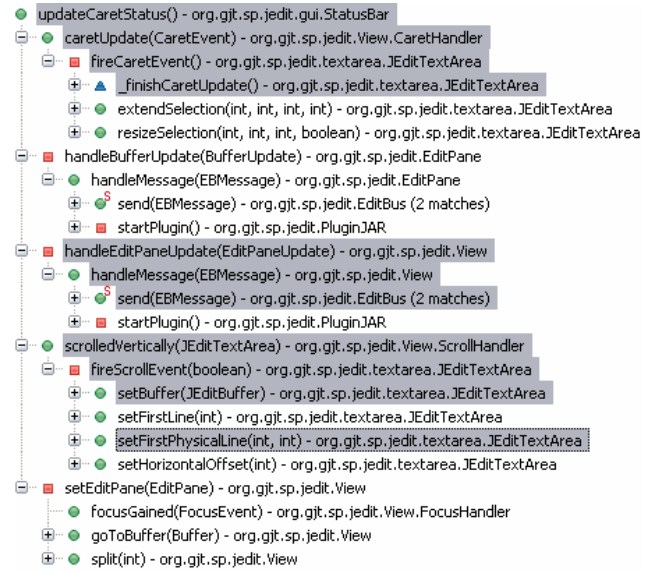 updateCaretStatus() - org.gjt.sp.jedit.gui.StatusBar
caretUpdate(CaretEvent) - org.gjt.sp.jedit.View.CaretHandler
fireCaretEvent() - org.gjt.sp.jedit.textarea.JEditTextArea
_finishCaretUpdate() - org.gjt.sp.jedit.textarea.JEditTextArea
extendSelection(int, int, int, int) - org.gjt.sp.jedit.textarea.JEditTextArea
resizeSelection(int, int, int, boolean) - org.gjt.sp.jedit.textarea.JEditTextArea
handleBufferUpdate(BufferUpdate) - org.gjt.sp.jedit.EditPane
handleMessage(EBMessage) - org.gjt.sp.jedit.EditPane
S send(EBMessage) - org.gjt.sp.jedit.EditBus (2 matches)
startPlugin() - org.gjt.sp.jedit.PluginJAR
handleEditPaneUpdate(EditPaneUpdate) - org.gjt.sp.jedit.View
handleMessage(EBMessage) - org.gjt.sp.jedit.View
S send(EBMessage) - org.gjt.sp.jedit.EditBus (2 matches)
startPlugin() - org.gjt.sp.jedit.PluginJAR
scrolledVertically(JEditTextArea) - org.gjt.sp.jedit.View.ScrollHandler
fireScrollEvent(boolean) - org.gjt.sp.jedit.textarea.JEditTextArea
setBuffer(JEditBuffer) - org.gjt.sp.jedit.textarea.JEditTextArea
setFirstLine(int) - org.gjt.sp.jedit.textarea.JEditTextArea
setFirstPhysicalLine(int, int) - org.gjt.sp.jedit.textarea.JEditTextArea
setHorizontalOffset(int) - org.gjt.sp.jedit.textarea.JEditTextArea
setEditPane(EditPane) - org.gjt.sp.jedit.View
focusGained(FocusEvent) - org.gjt.sp.jedit.View.FocusHandler
goToBuffer(Buffer) - org.gjt.sp.jedit.View
split(int) - org.gjt.sp.jedit.View